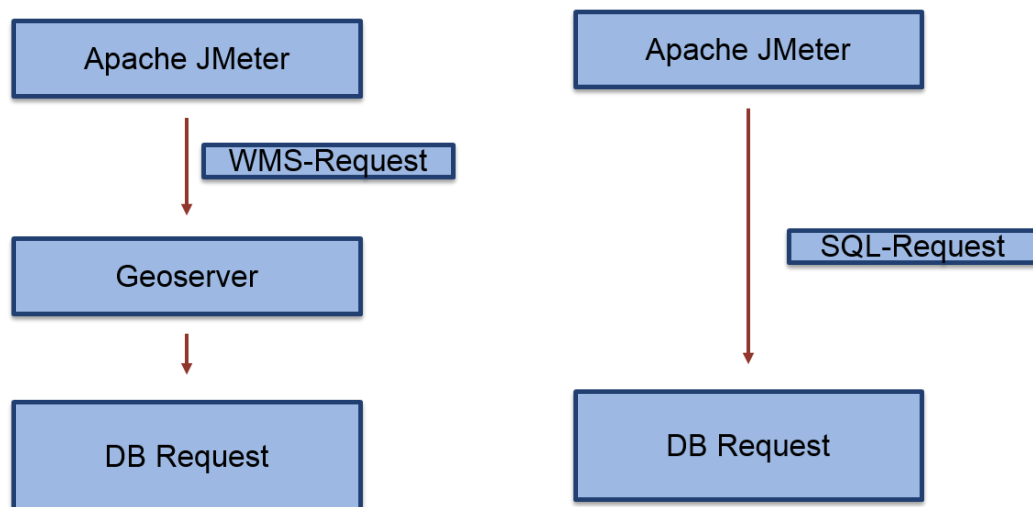 Apache JMeter
WMS-Request
Geoserver
DB Request
Apache JMeter
SQL-Request
DB Request